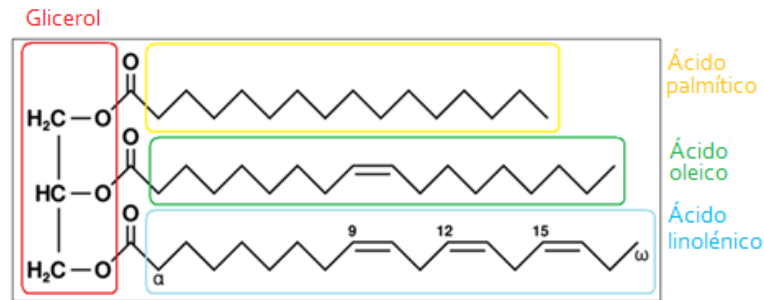 Glicerol
O
H₂C—O
Ácido
palmítico
O
HC—O
Ácido
oleico
O
9 12 15
H₂C—O
α
ω
Ácido
linolénico